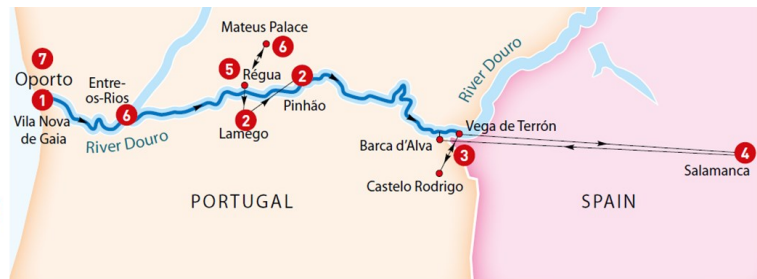 Mateus Palace
7
6
Oporto
Entre-
os-Rios
5
Régua
2
1
6
Pinhão
Vila Nova
de Gaia
River Douro
2
Lamego
River Douro
Vega de Terrón
Barca d'Alva
3
4
Castelo Rodrigo
Salamanca
PORTUGAL
SPAIN